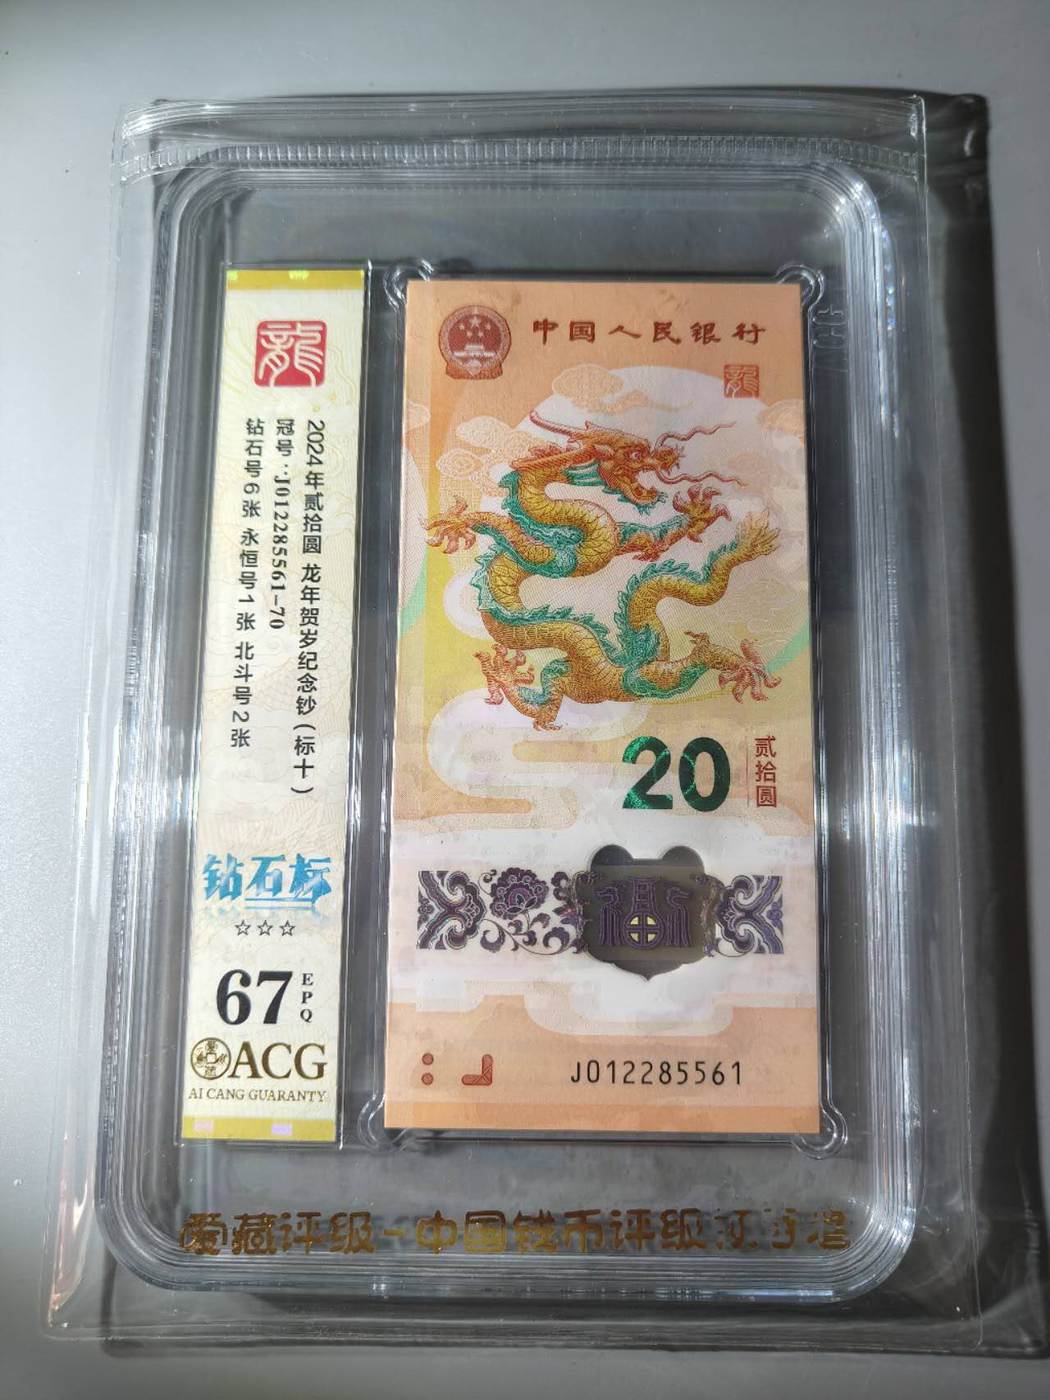 龍
2024年贰拾圆 龙年贺岁纪念钞(标十)
冠号:J012285561-70
钻石号6张 永恒号1张 北斗号2张
钻石标
☆☆☆
67 EPQ
ACG
AI CANG GUARANTY
中国人民银行
龍
20
贰拾圆
J012285561
爱藏评级-中国钱币评级